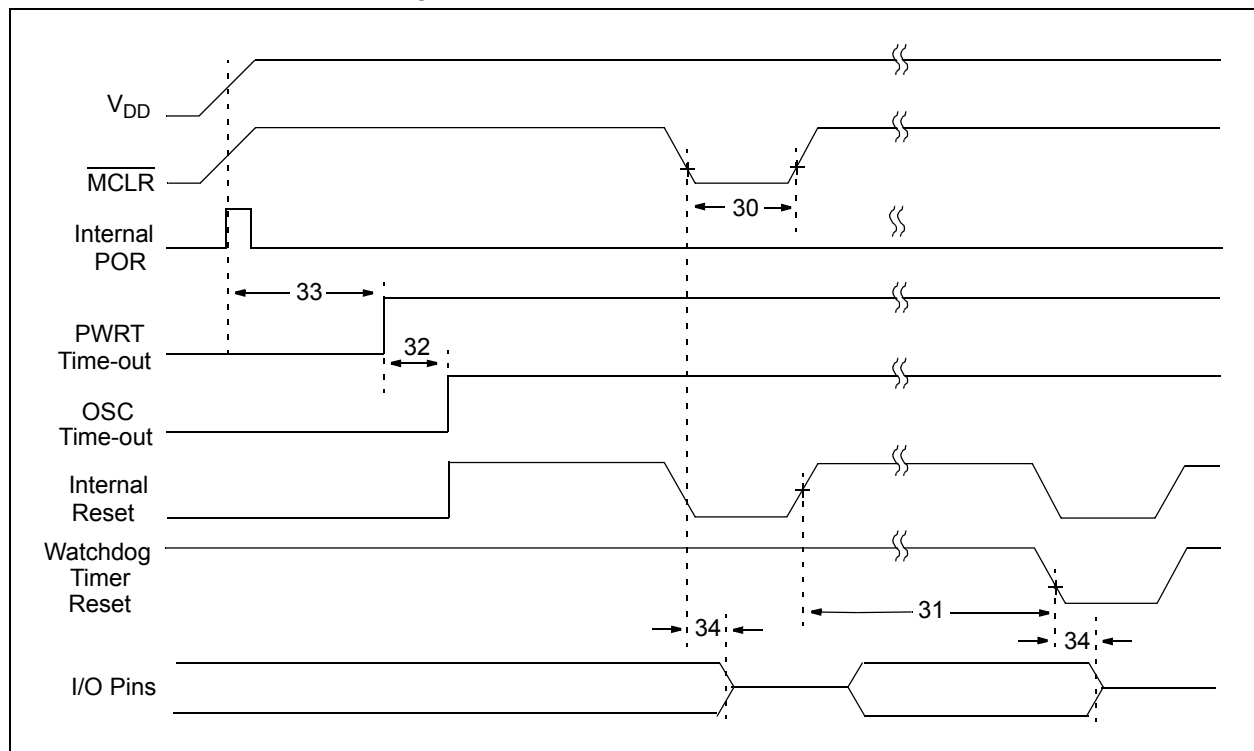 VDD
MCLR
30
Internal
POR
33
PWRT
Time-out
32
OSC
Time-out
Internal
Reset
Watchdog
Timer
Reset
31
34
34
I/O Pins